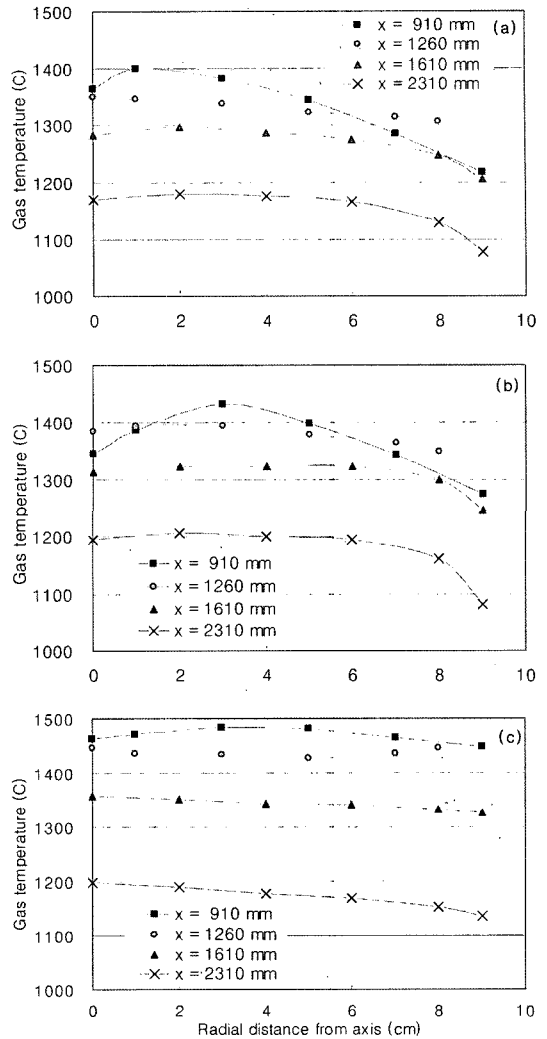 1500
1400
1300
1200
1100
1000
Gas temperature (C)
0 2 4 6 8 10
x = 910 mm
x = 1260 mm
x = 1610 mm
x = 2310 mm
(a)
1500
1400
1300
1200
1100
1000
Gas temperature (C)
0 2 4 6 8 10
x = 910 mm
x = 1260 mm
x = 1610 mm
x = 2310 mm
(b)
1500
1400
1300
1200
1100
1000
Gas temperature (C)
0 2 4 6 8 10
x = 910 mm
x = 1260 mm
x = 1610 mm
x = 2310 mm
(c)
Radial distance from axis (cm)